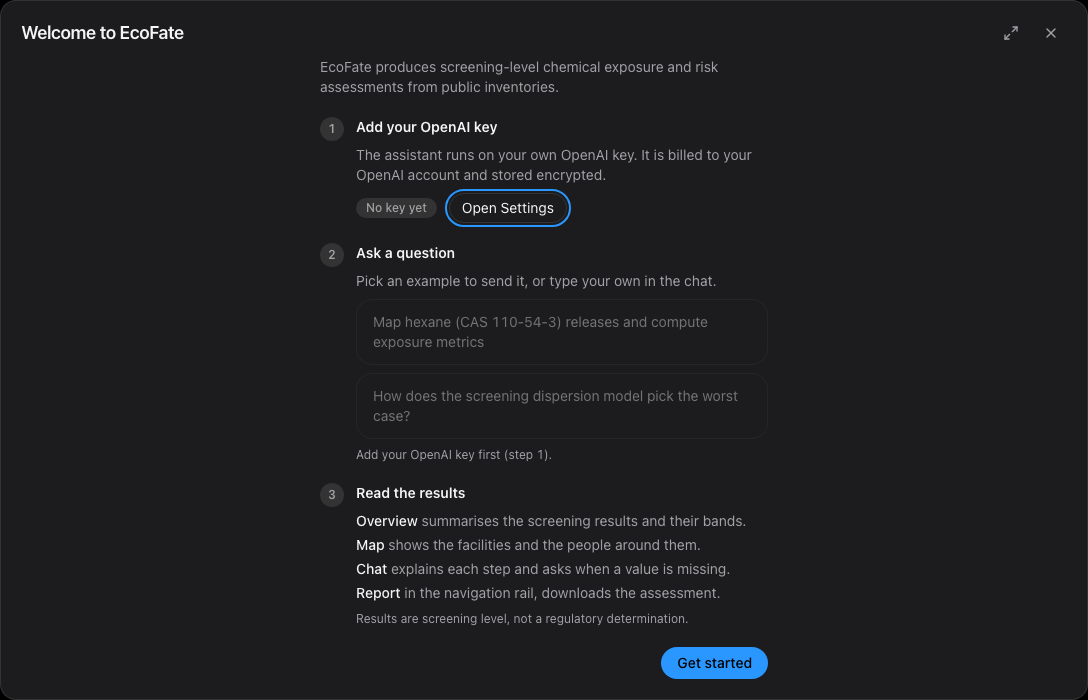 Welcome to EcoFate
EcoFate produces screening-level chemical exposure and risk
assessments from public inventories.
1
Add your OpenAI key
The assistant runs on your own OpenAI key. It is billed to your
OpenAI account and stored encrypted.
No key yet
Open Settings
2
Ask a question
Pick an example to send it, or type your own in the chat.
Map hexane (CAS 110-54-3) releases and compute
exposure metrics
How does the screening dispersion model pick the worst
case?
Add your OpenAI key first (step 1).
3
Read the results
Overview summarises the screening results and their bands.
Map shows the facilities and the people around them.
Chat explains each step and asks when a value is missing.
Report in the navigation rail, downloads the assessment.
Results are screening level, not a regulatory determination.
Get started